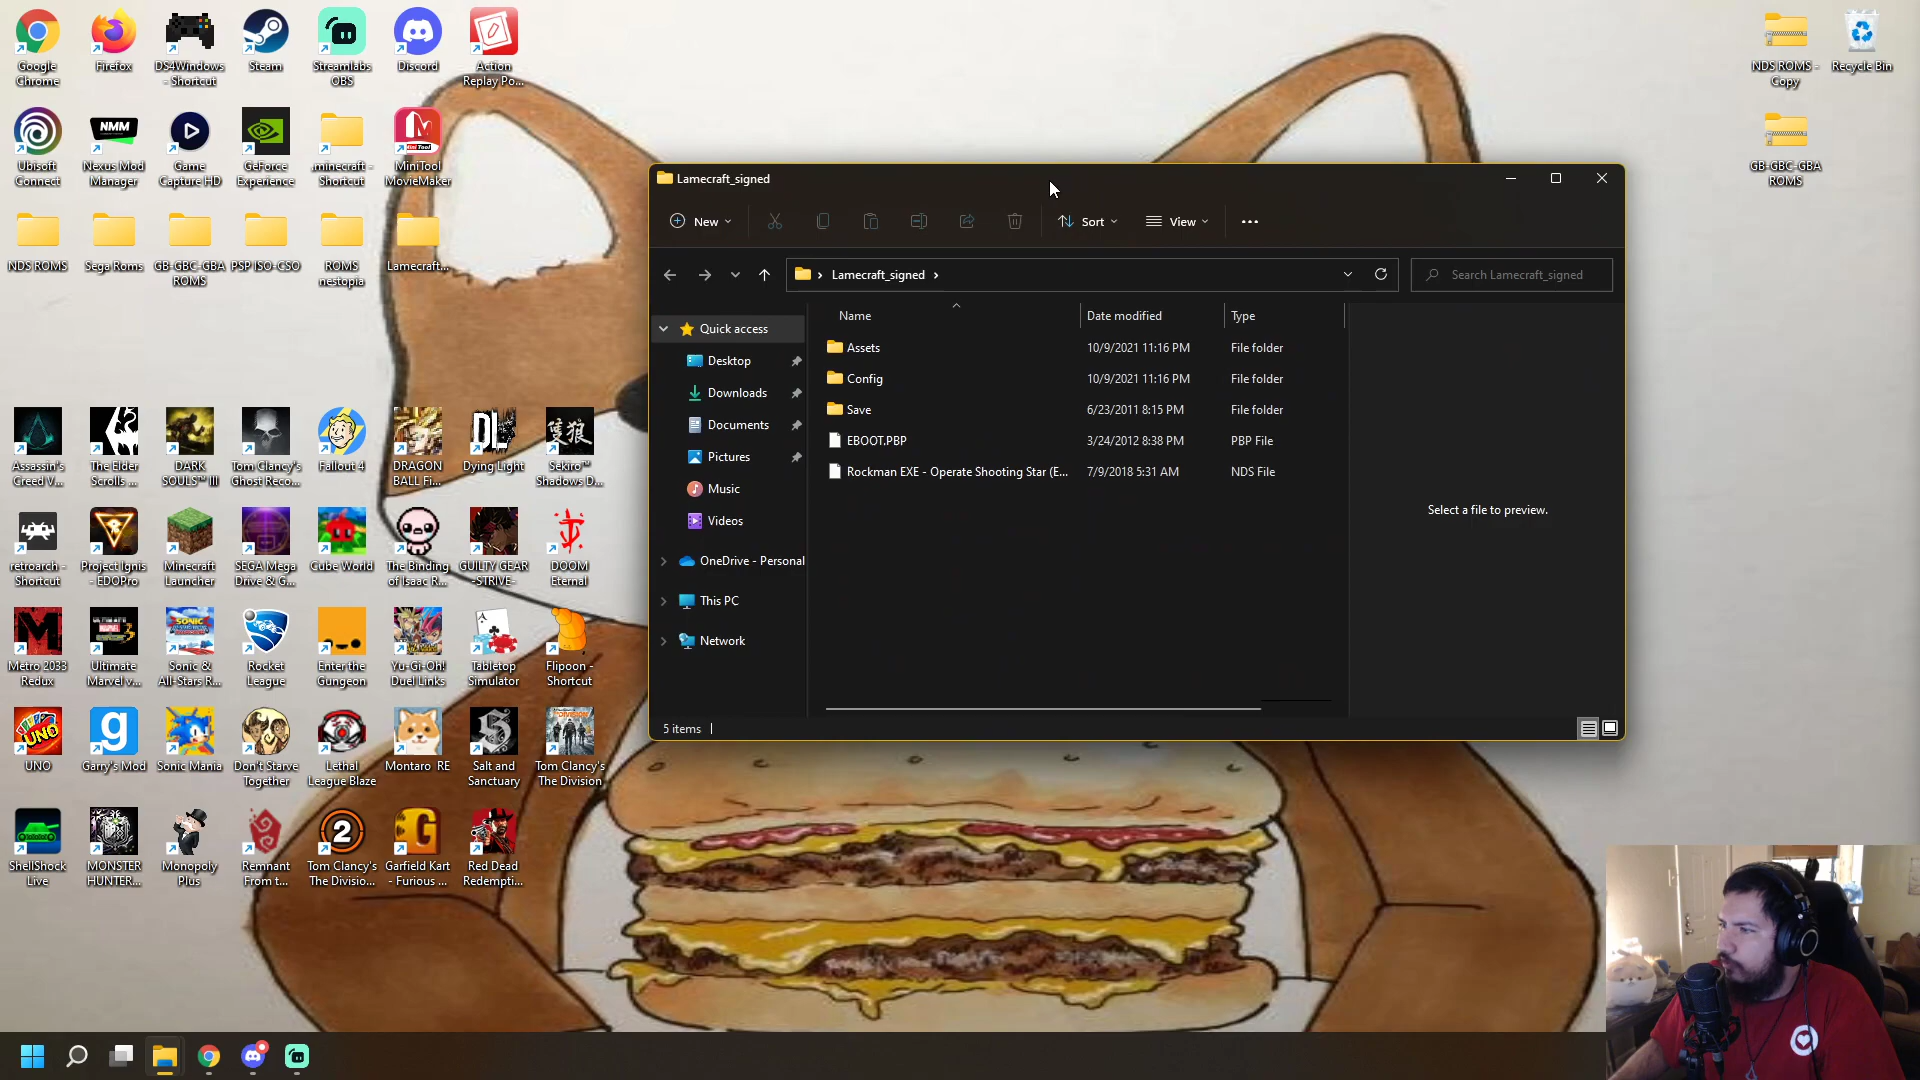 Google
Chrome
Firefox
DS4Windows
- Shortcut
Steam
Streamlabs
OBS
Discord
Action
Replay Po...
NDS ROMS -
Copy
Recycle Bin
Ubisoft
Connect
NMM
Nexus Mod
Manager
Game
Capture HD
GeForce
Experience
.minecraft -
Shortcut
Mini Tool
MiniTool
MovieMaker
GB-GBC-GBA
ROMS
NDS ROMS
Sega Roms
GB-GBC-GBA
ROMS
PSP ISO-CSO
ROMS
nestopia
Lamecraft...
Lamecraft_signed
New
Sort
View
Lamecraft_signed
Search Lamecraft_signed
Name
Date modified
Type
Quick access
Desktop
Downloads
Documents
Pictures
Music
Videos
OneDrive - Personal
This PC
Network
Assets
10/9/2021 11:16 PM
File folder
Config
10/9/2021 11:16 PM
File folder
Save
6/23/2011 8:15 PM
File folder
EBOOT.PBP
3/24/2012 8:38 PM
PBP File
Rockman EXE - Operate Shooting Star (E...
7/9/2018 5:31 AM
NDS File
Select a file to preview.
5 items
Assassin's
Creed V...
The Elder
Scrolls ...
DARK
SOULS™ III
Tom Clancy's
Ghost Reco...
Fallout 4
DRAGON
BALL Fi...
DL
Dying Light
隻狼
Sekiro™
Shadows D...
retroarch -
Shortcut
Project Ignis
- EDOPro
Minecraft
Launcher
SEGA Mega
Drive & G...
Cube World
The Binding
of Isaac R...
GUILTY GEAR
-STRIVE-
DOOM
Eternal
Metro 2033
Redux
Ultimate
Marvel v...
Sonic &
All-Stars R...
Rocket
League
Enter the
Gungeon
Yu-Gi-Oh!
Duel Links
Tabletop
Simulator
Flipoon -
Shortcut
UNO
UNO
g
Garry's Mod
Sonic Mania
Don't Starve
Together
Lethal
League Blaze
Montaro RE
S
Salt and
Sanctuary
Tom Clancy's
The Division
ShellShock
Live
MONSTER
HUNTER...
Monopoly
Plus
Remnant
From t...
2
Tom Clancy's
The Divisio...
G
Garfield Kart
- Furious ...
Red Dead
Redempti...